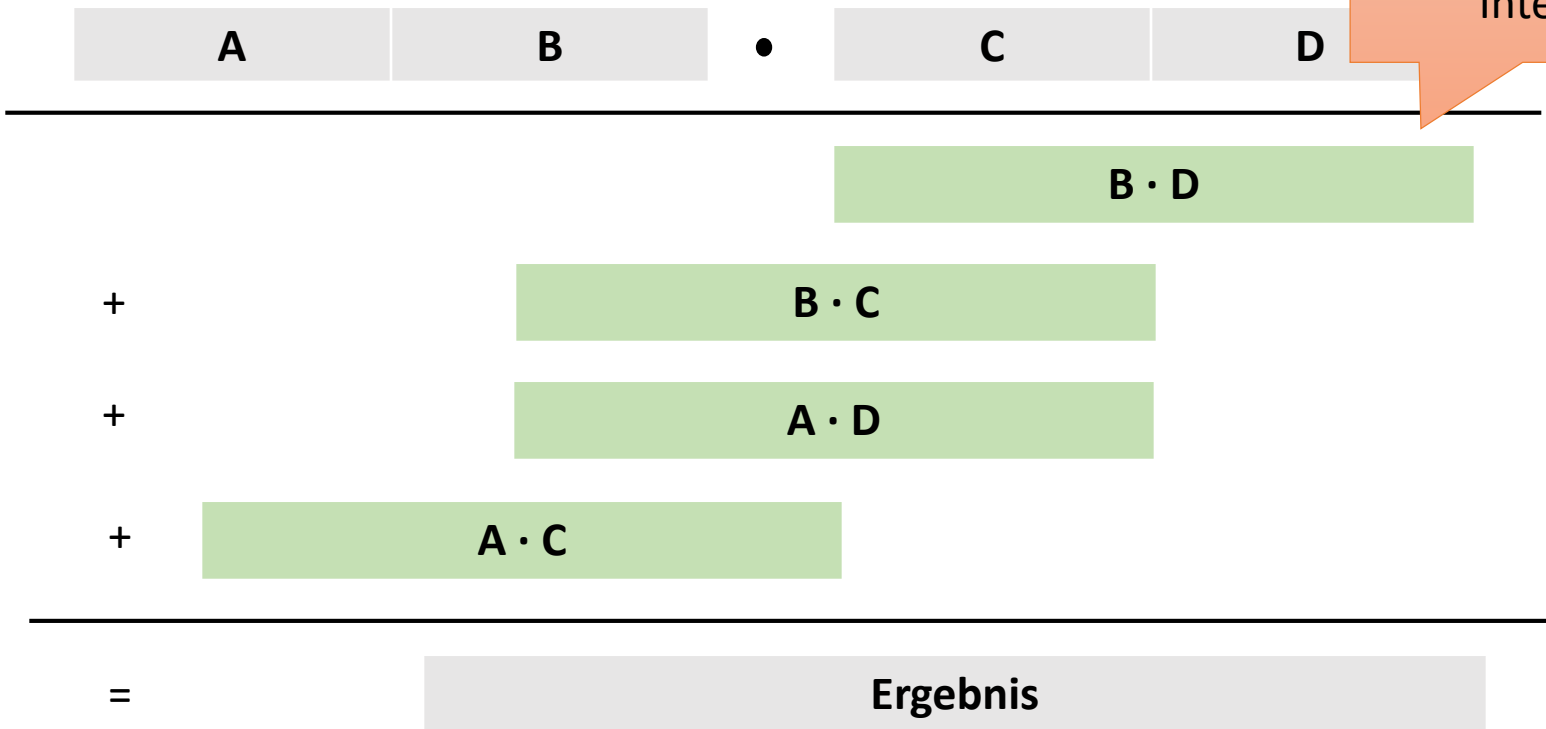 A B • C D
B · D
+ B · C
+ A · D
+ A · C
= Ergebnis